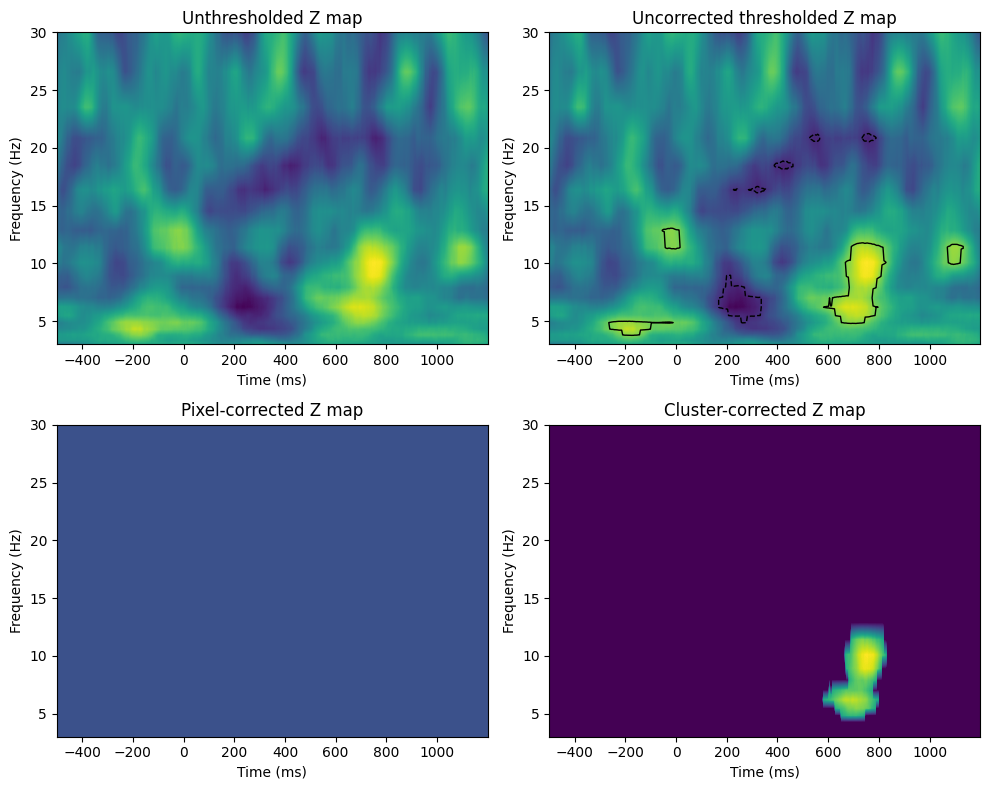 Unthresholded Z map
30
25
20
15
10
5
Frequency (Hz)
−400 −200 0 200 400 600 800 1000
Time (ms)
Uncorrected thresholded Z map
30
25
20
15
10
5
Frequency (Hz)
−400 −200 0 200 400 600 800 1000
Time (ms)
Pixel-corrected Z map
30
25
20
15
10
5
Frequency (Hz)
−400 −200 0 200 400 600 800 1000
Time (ms)
Cluster-corrected Z map
30
25
20
15
10
5
Frequency (Hz)
−400 −200 0 200 400 600 800 1000
Time (ms)